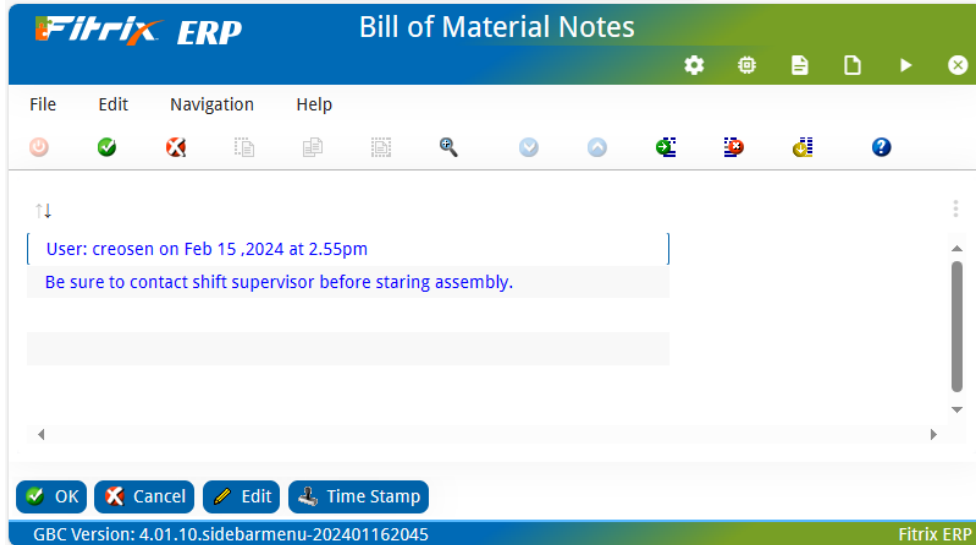 Fitrix ERP
Bill of Material Notes
File Edit Navigation Help
User: creosen on Feb 15 ,2024 at 2.55pm
Be sure to contact shift supervisor before staring assembly.
OK Cancel Edit Time Stamp
GBC Version: 4.01.10.sidebarmenu-202401162045
Fitrix ERP